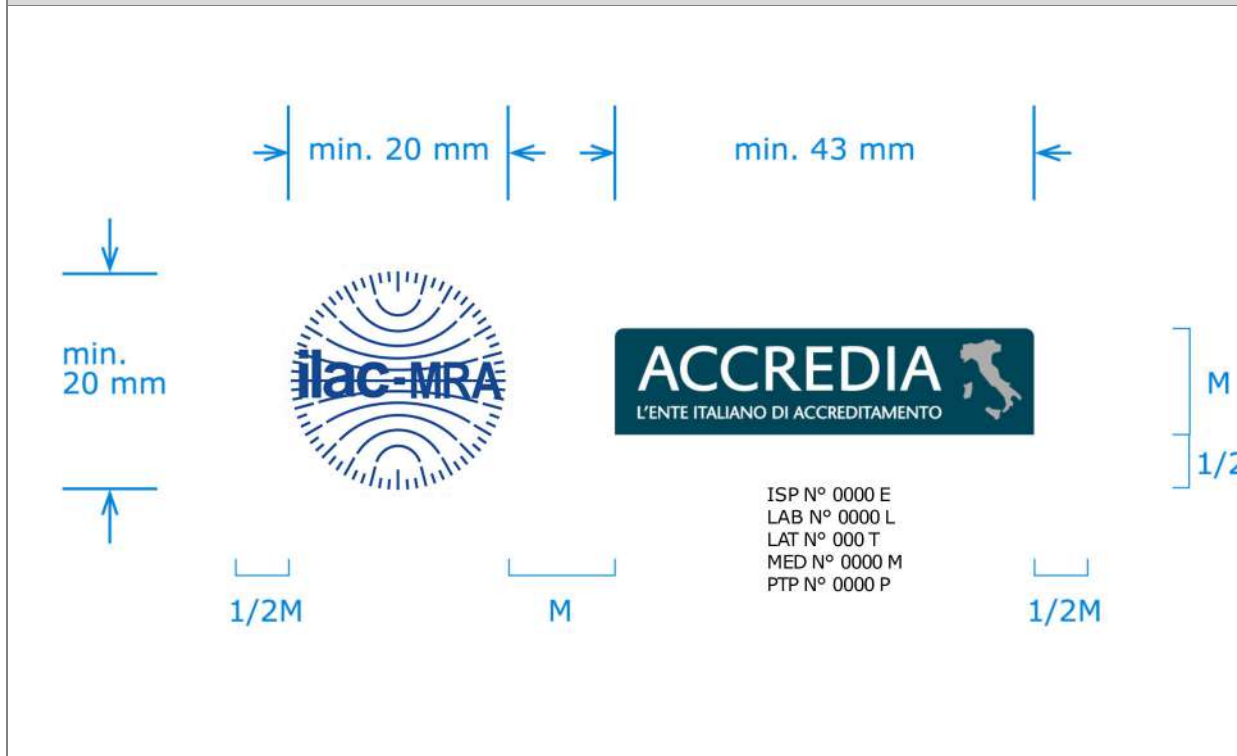 min. 20 mm
min. 43 mm
min.
20 mm
ilac-MRA
ACCREDIA
L'ENTE ITALIANO DI ACCREDITAMENTO
M
ISP N° 0000 E
LAB N° 0000 L
LAT N° 000 T
MED N° 0000 M
PTP N° 0000 P
1/2M
M
1/2M